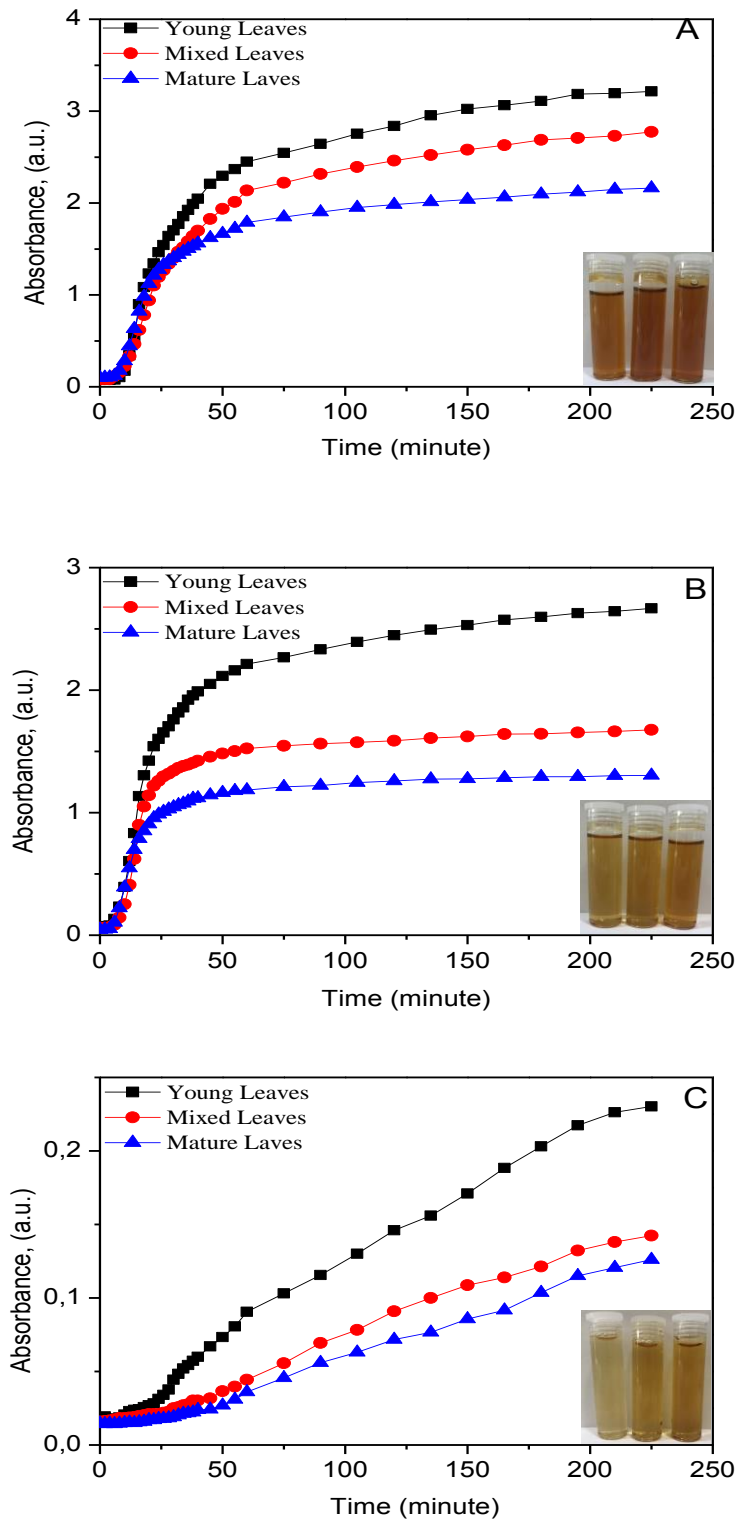 4
A
Young Leaves
Mixed Leaves
Mature Laves
3
2
1
0
Absorbance, (a.u.)
0 50 100 150 200 250
Time (minute)
3
B
Young Leaves
Mixed Leaves
Mature Laves
2
1
0
Absorbance, (a.u.)
0 50 100 150 200 250
Time (minute)
C
Young Leaves
Mixed Leaves
Mature Laves
0,2
0,1
0,0
Absorbance, (a.u.)
0 50 100 150 200 250
Time (minute)